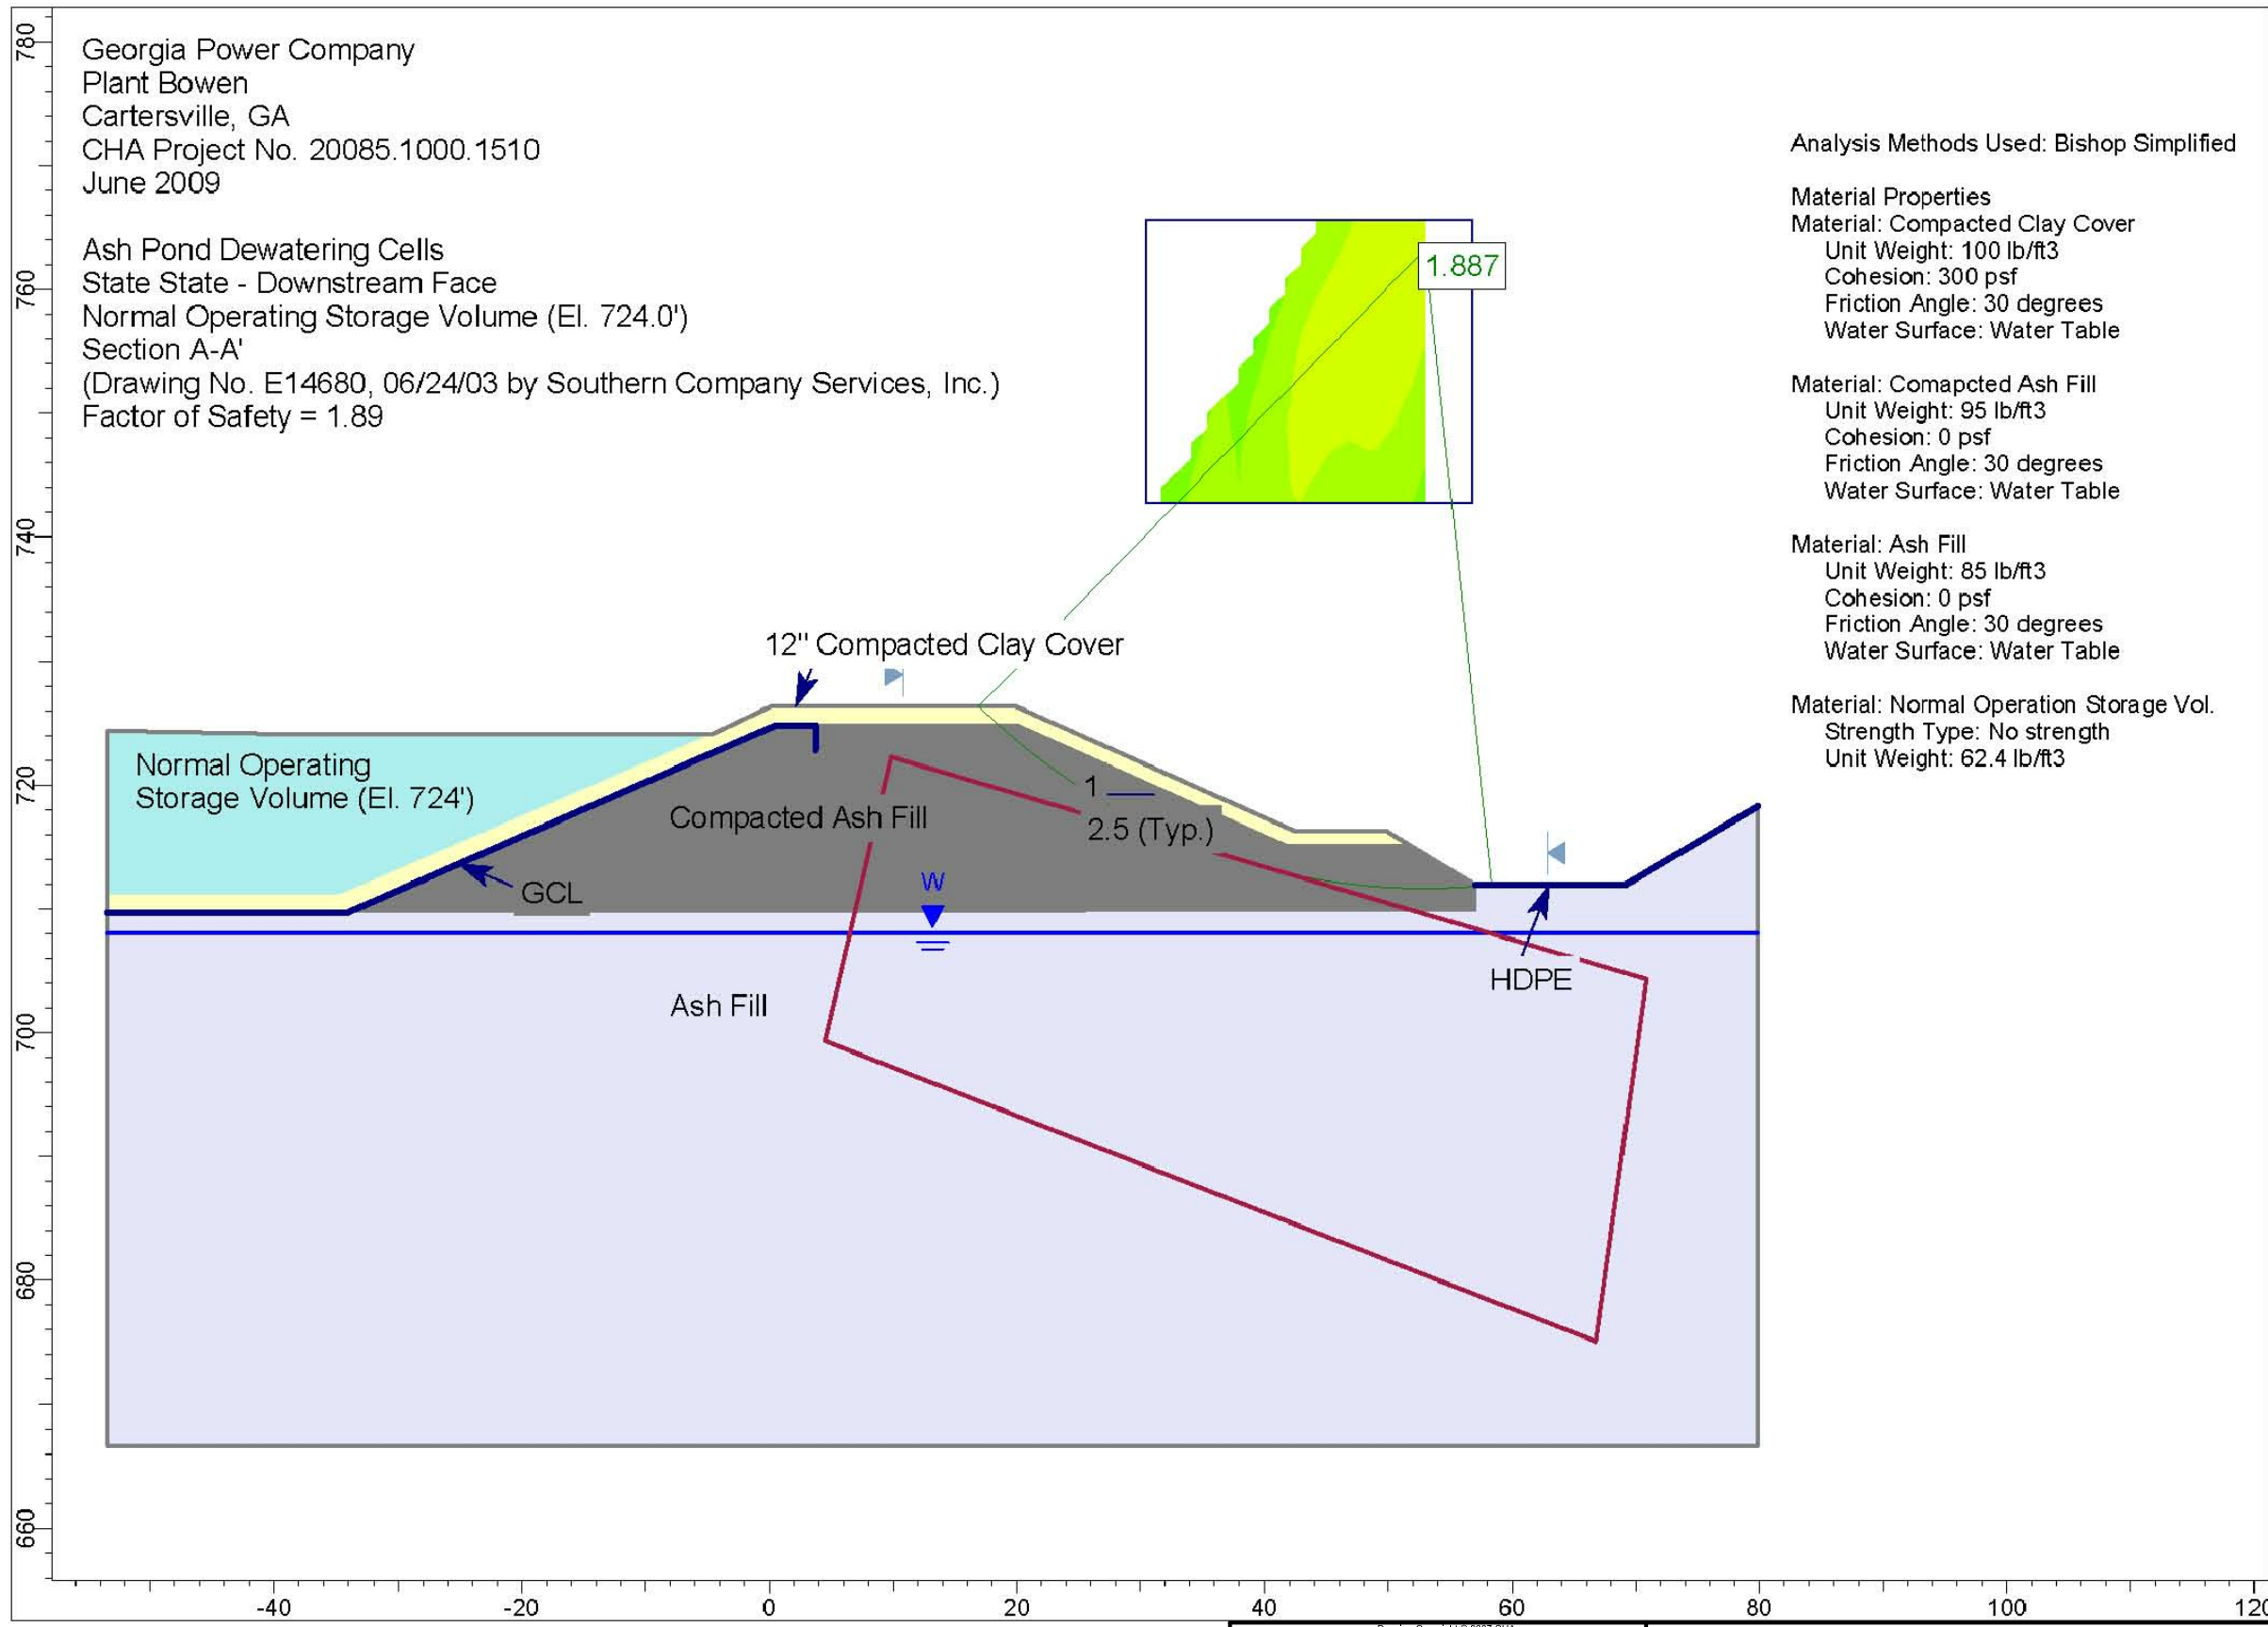 Georgia Power Company
Plant Bowen
Cartersville, GA
CHA Project No. 20085.1000.1510
June 2009
Ash Pond Dewatering Cells
State State - Downstream Face
Normal Operating Storage Volume (El. 724.0')
Section A-A'
(Drawing No. E14680, 06/24/03 by Southern Company Services, Inc.)
Factor of Safety = 1.89
Analysis Methods Used: Bishop Simplified
Material Properties
Material: Compacted Clay Cover
Unit Weight: 100 lb/ft3
Cohesion: 300 psf
Friction Angle: 30 degrees
Water Surface: Water Table
Material: Comapcted Ash Fill
Unit Weight: 95 lb/ft3
Cohesion: 0 psf
Friction Angle: 30 degrees
Water Surface: Water Table
Material: Ash Fill
Unit Weight: 85 lb/ft3
Cohesion: 0 psf
Friction Angle: 30 degrees
Water Surface: Water Table
Material: Normal Operation Storage Vol.
Strength Type: No strength
Unit Weight: 62.4 lb/ft3
1.887
12" Compacted Clay Cover
Normal Operating
Storage Volume (El. 724')
Compacted Ash Fill
1
2.5 (Typ.)
GCL
W
HDPE
Ash Fill
780
760
740
720
700
680
660
-40
-20
0
20
40
60
80
100
120